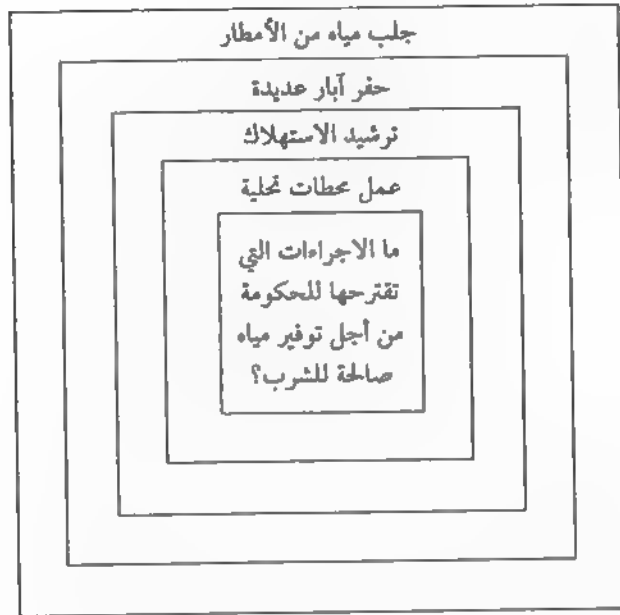 جلب مياه من الأمطار
حفر آبار عديدة
ترشيد الاستهلاك
عمل محطات تحلية
ما الاجراءات التي
تقترحها للحكومة
من أجل توفير مياه
صالحة للشرب؟